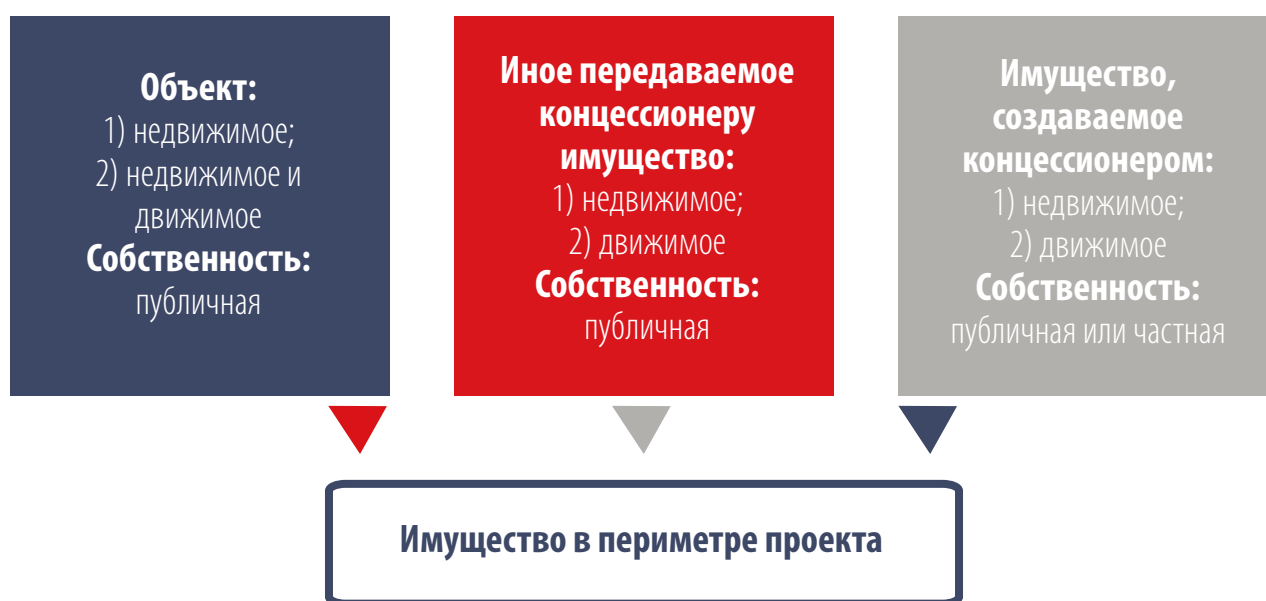 Объект:
1) недвижимое;
2) недвижимое и
движимое
Собственность:
публичная
Иное передаваемое
концессионеру
имущество:
1) недвижимое;
2) движимое
Собственность:
публичная
Имущество,
создаваемое
концессионером:
1) недвижимое;
2) движимое
Собственность:
публичная или частная
Имущество в периметре проекта